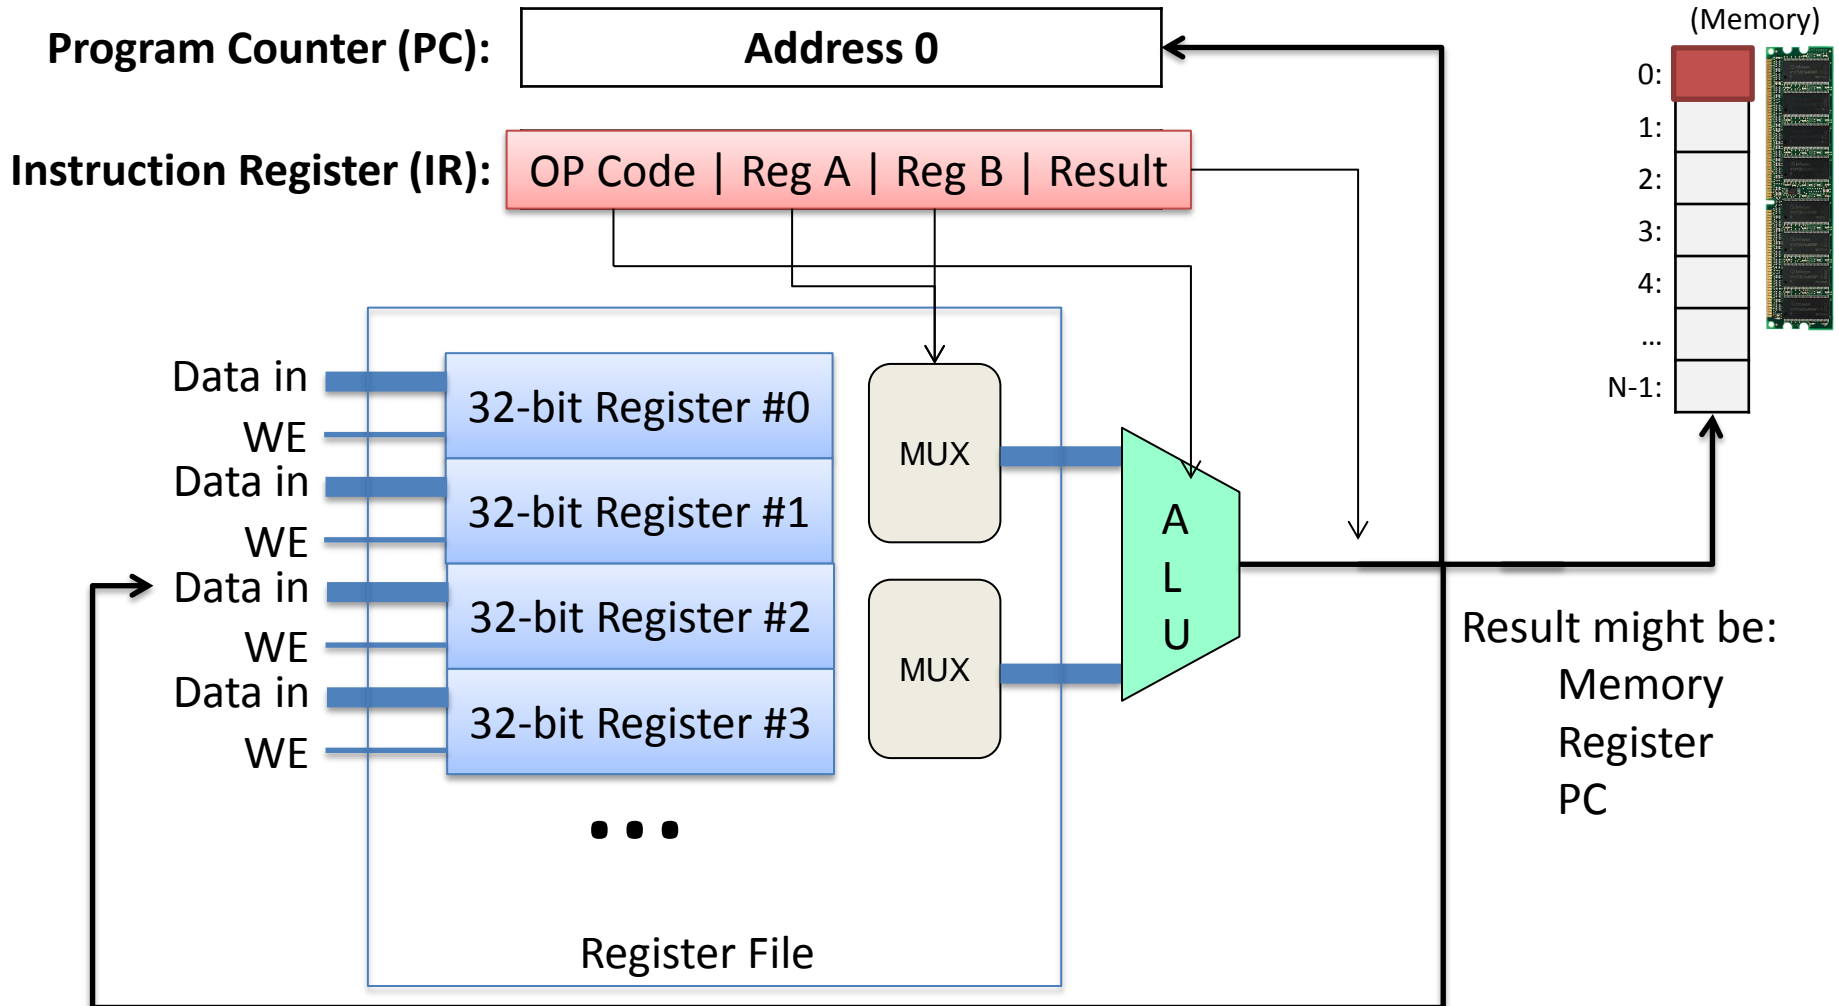 (Memory)
Program Counter (PC):
Address 0
Instruction Register (IR):
OP Code | Reg A | Reg B | Result
0:
1:
2:
3:
4:
...
N-1:
Data in
WE
32-bit Register #0
Data in
WE
32-bit Register #1
Data in
WE
32-bit Register #2
Data in
WE
32-bit Register #3
...
Register File
MUX
MUX
A
L
U
Result might be:
Memory
Register
PC